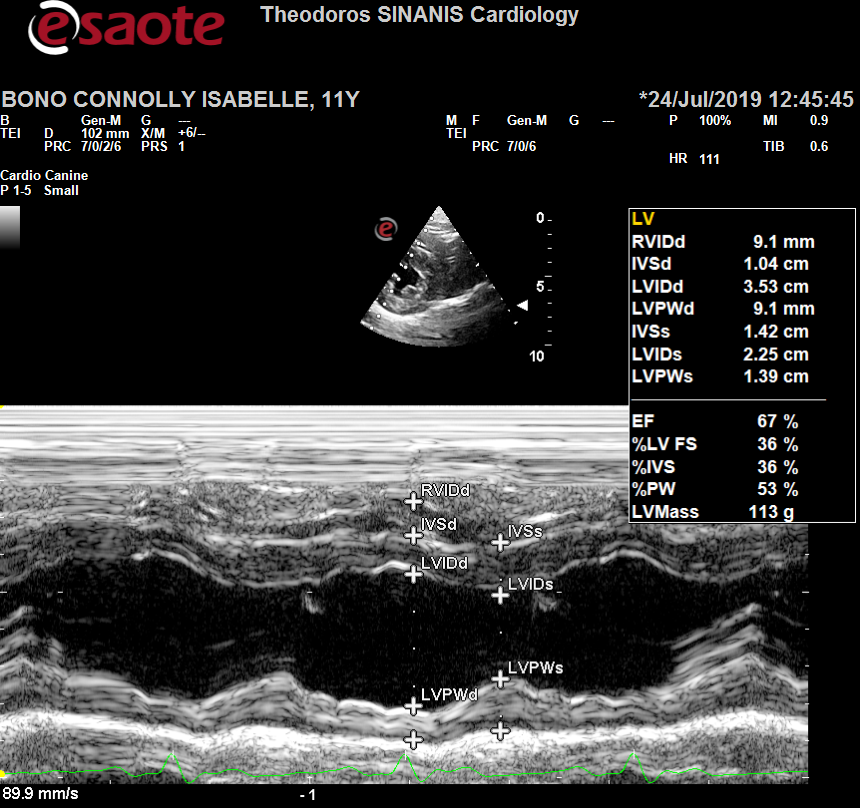 esaote
Theodoros SINANIS Cardiology
BONO CONNOLLY ISABELLE, 11Y *24/Jul/2019 12:45:45
B Gen-M G --- M F Gen-M G --- P 100% MI 0.9
TEI D 102 mm X/M +6/-- TEI
PRC 7/0/2/6 PRS 1 PRC 7/0/6 TIB 0.6
HR 111
Cardio Canine
P 1-5 Small
e
0
5
10
LV
RVIDd 9.1 mm
IVSd 1.04 cm
LVIDd 3.53 cm
LVPWd 9.1 mm
IVSs 1.42 cm
LVIDs 2.25 cm
LVPWs 1.39 cm
EF 67 %
%LV FS 36 %
%IVS 36 %
%PW 53 %
LVMass 113 g
RVIDd
IVSd IVSs
LVIDd
LVIDs
LVPWs
LVPWd
89.9 mm/s -1